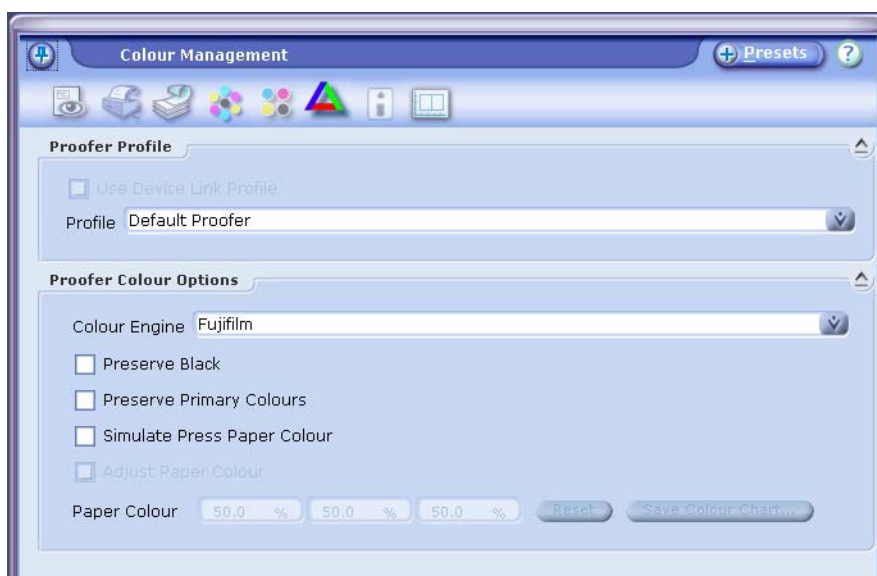 Colour Management
Presets
?
Proofer Profile
Use Device Link Profile
Profile Default Proofer
Proofer Colour Options
Colour Engine Fujifilm
Preserve Black
Preserve Primary Colours
Simulate Press Paper Colour
Adjust Paper Colour
Paper Colour 50.0 % 50.0 % 50.0 % Reset Save Colour Chart...